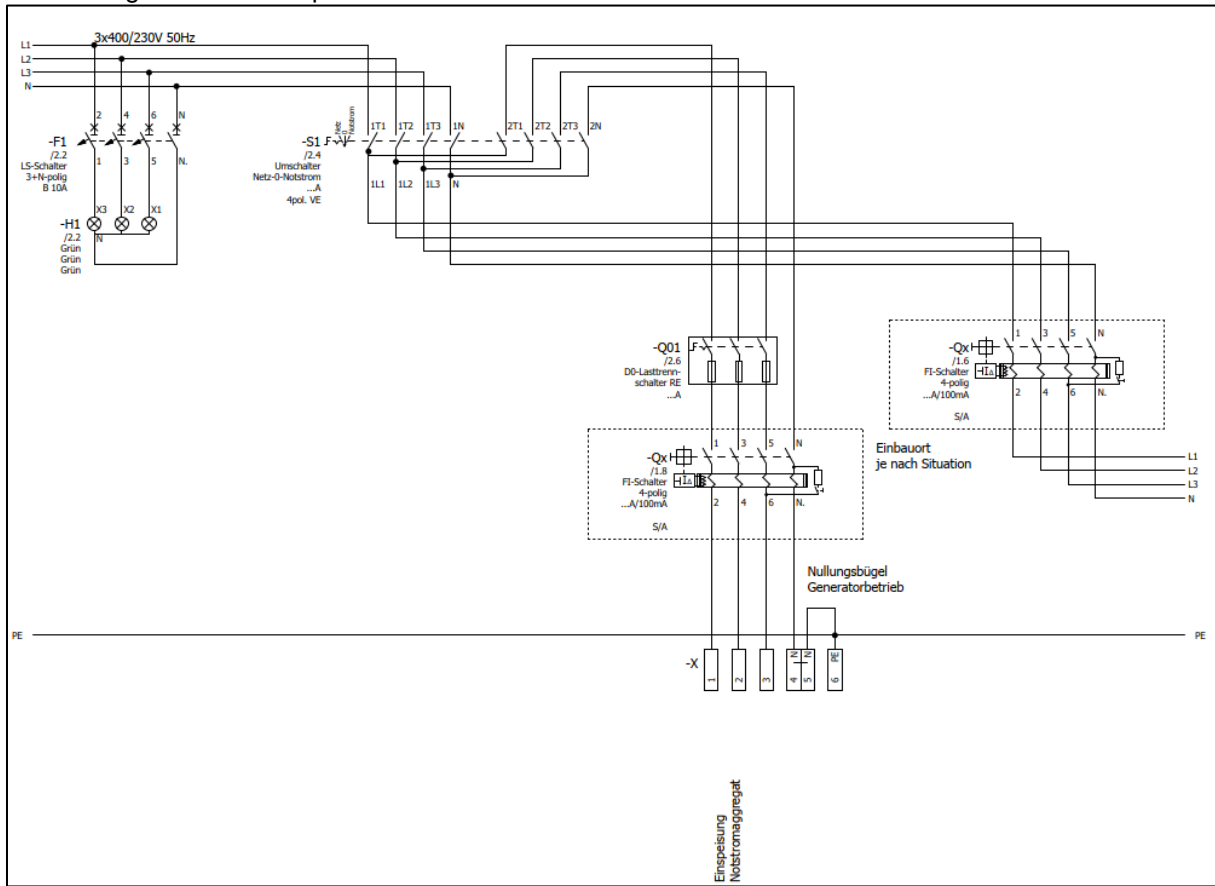 3x400/230V 50Hz
L1
L2
L3
N
2 4 6 N
-F1
/2.2
LS-Schalter
3+N-polig
B 10A
1 3 5 N.
X3 X2 X1
-H1
/2.2
Grün
Grün
Grün
N
Netz
0
Notstrom
1T1 1T2 1T3 1N 2T1 2T2 2T3 2N
-S1
/2.4
Umschalter
Netz-0-Notstrom
...A
4pol. VE
1L1 1L2 1L3 N
-Q01
/2.6
D0-Lasttrenn-
schalter RE
...A
1 3 5 N
-Qx
/1.6
FI-Schalter
4-polig
...A/100mA
S/A
I∆
2 4 6 N.
Einbauort
je nach Situation
L1
L2
L3
N
1 3 5 N
-Qx
/1.8
FI-Schalter
4-polig
...A/100mA
S/A
I∆
2 4 6 N.
Nullungsbügel
Generatorbetrieb
PE PE
-X
1 2 3 4 N 5 N 6 PE
Einspeisung
Notstromaggregat